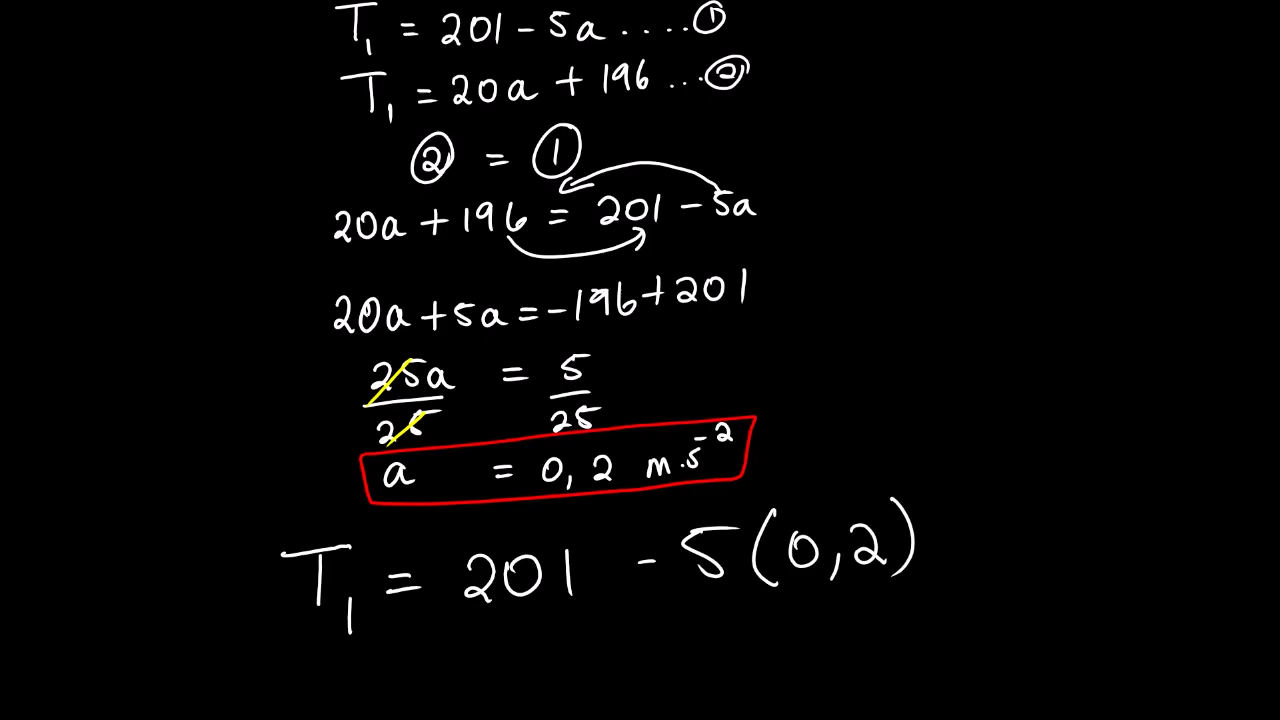 T₁ = 201 - 5a ....①
T₁ = 20a + 196 ...②
② = ①
20a + 196 = 201 - 5a
20a + 5a = -196 + 201
25a/25 = 5/25
a = 0,2 m.s⁻²
T₁ = 201 - 5(0,2)